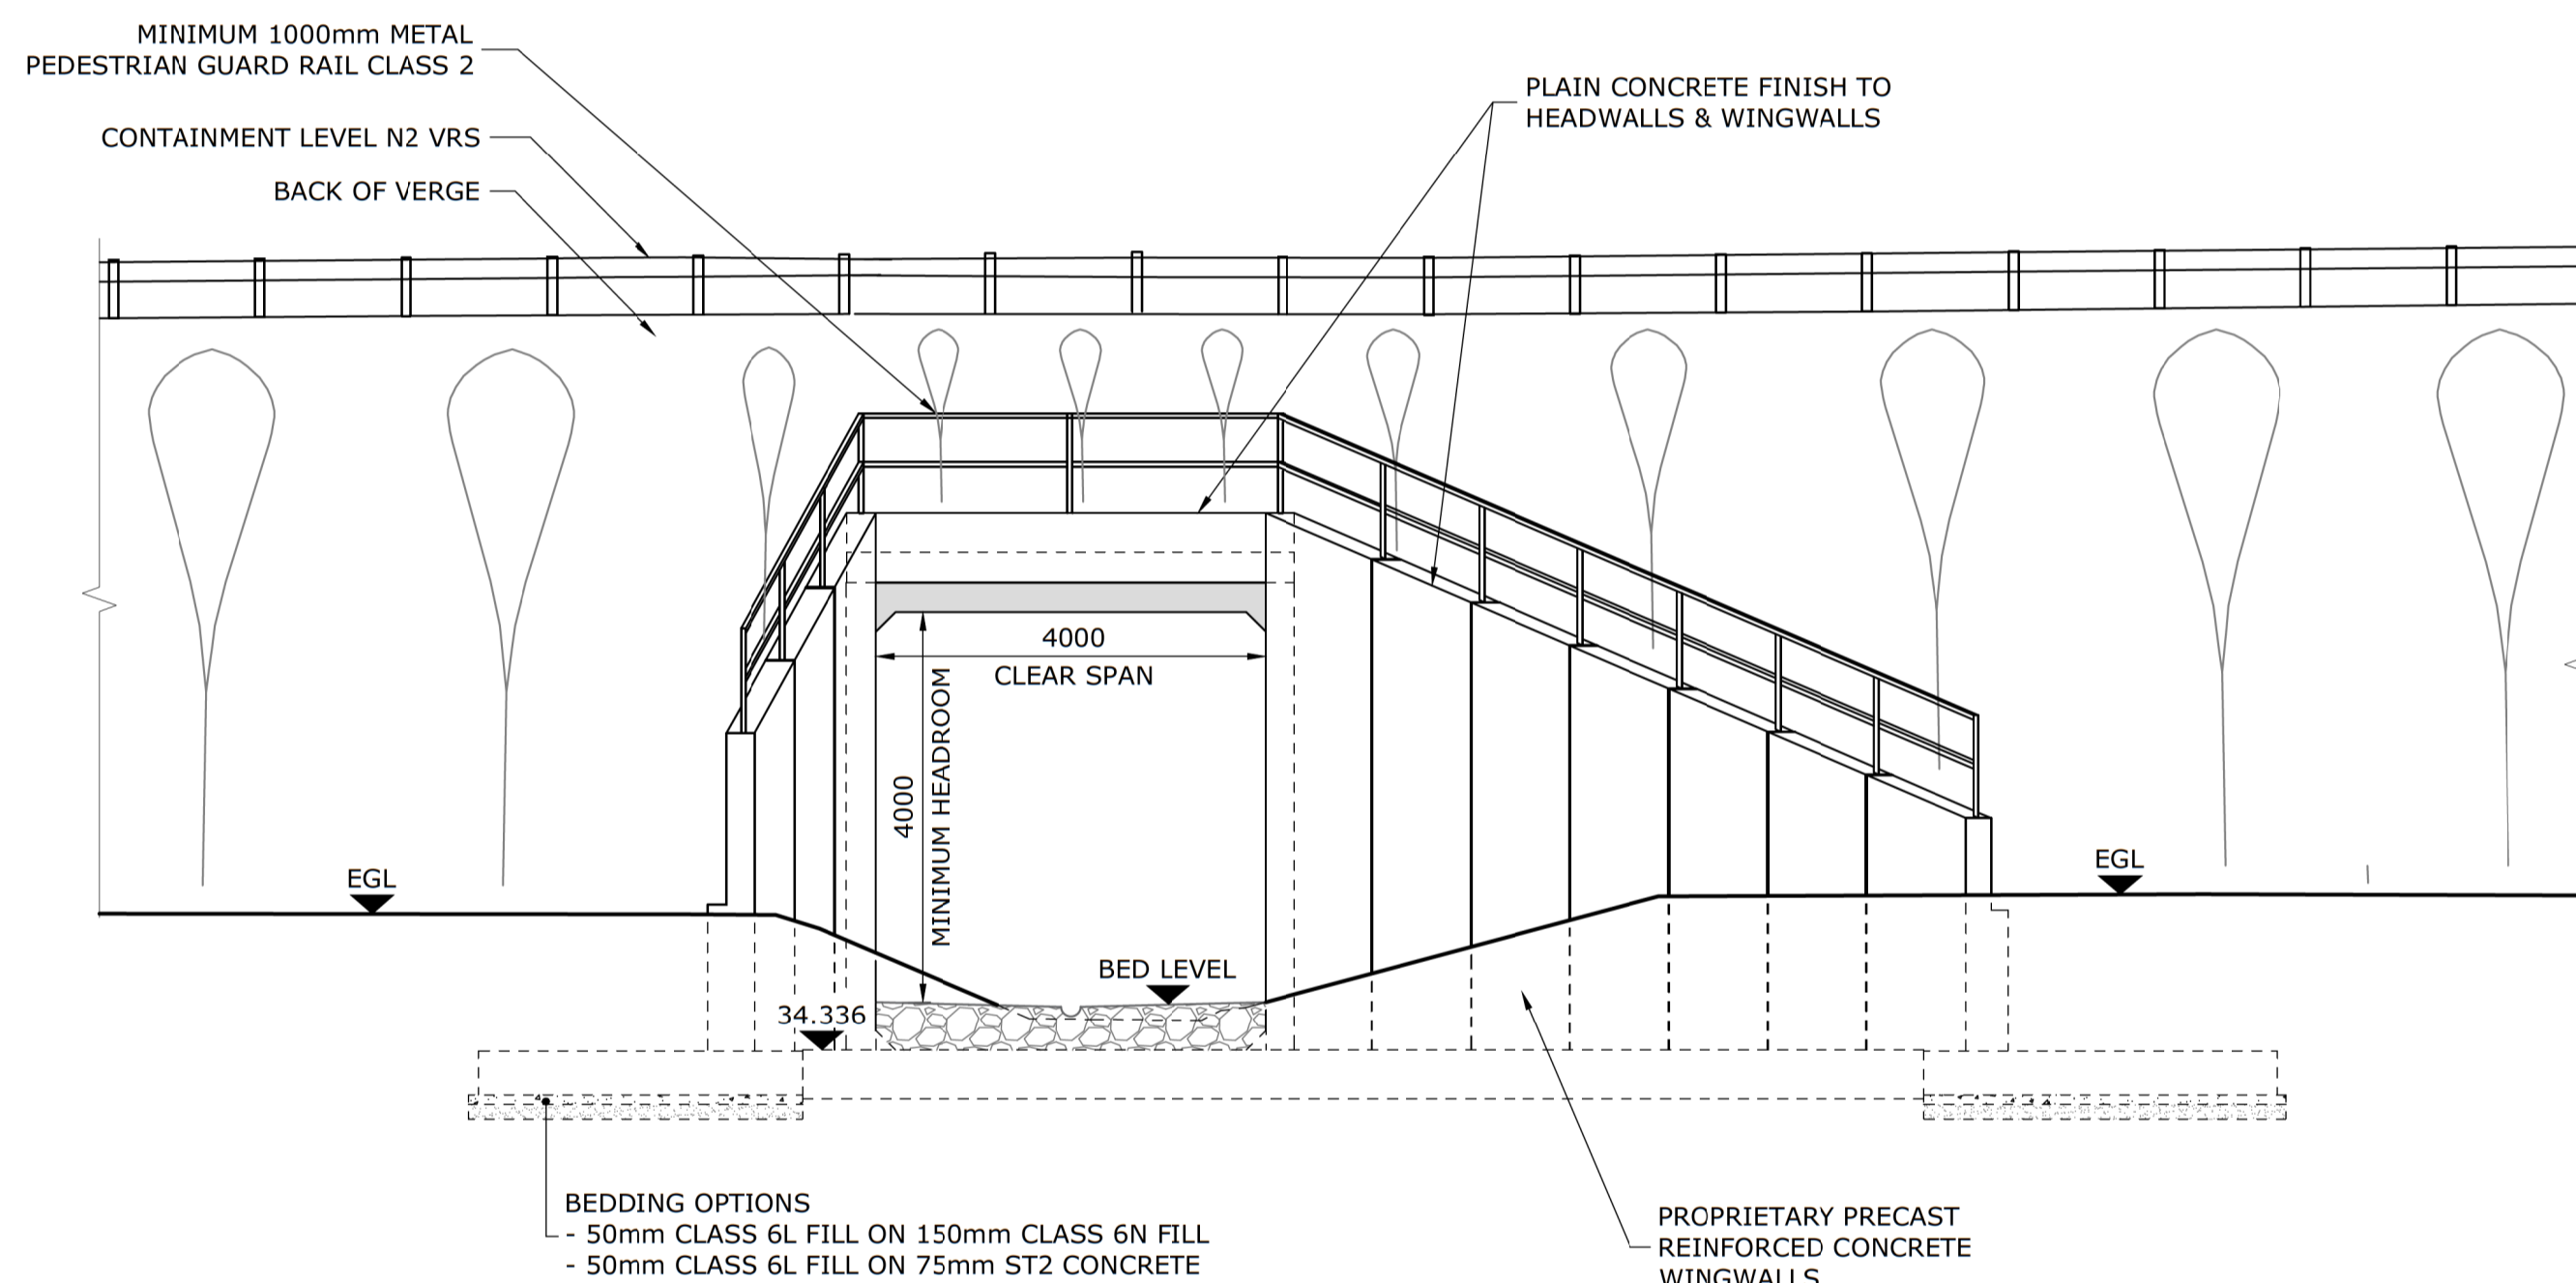 MINIMUM 1000mm METAL
PEDESTRIAN GUARD RAIL CLASS 2
CONTAINMENT LEVEL N2 VRS
BACK OF VERGE
PLAIN CONCRETE FINISH TO
HEADWALLS & WINGWALLS
4000
CLEAR SPAN
4000
MINIMUM HEADROOM
EGL
EGL
BED LEVEL
34.336
BEDDING OPTIONS
- 50mm CLASS 6L FILL ON 150mm CLASS 6N FILL
- 50mm CLASS 6L FILL ON 75mm ST2 CONCRETE
PROPRIETARY PRECAST
REINFORCED CONCRETE
WINGWALLS